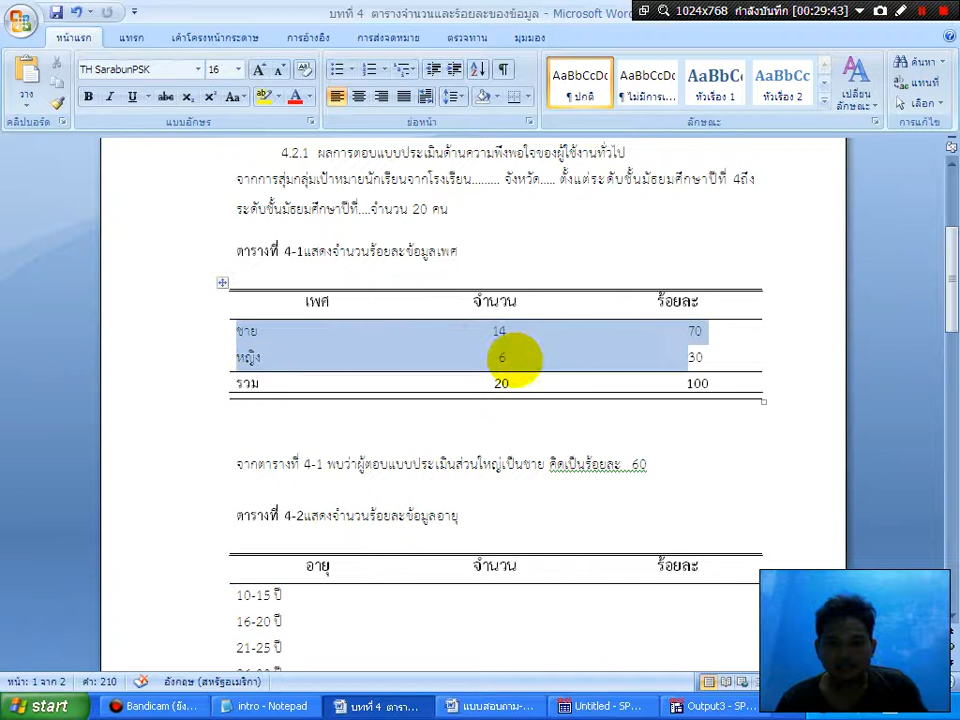 บทที่ 4 ตารางจำนวนและร้อยละของข้อมูล - Microsoft Word
1024x768 กำลังบันทึก [00:29:43]
หน้าแรก แทรก เค้าโครงหน้ากระดาษ การอ้างอิง การส่งจดหมาย ตรวจทาน มุมมอง
TH SarabunPSK 16
วาง
คลิปบอร์ด แบบอักษร ย่อหน้า ลักษณะ การแก้ไข
AaBbCcDc AaBbCcDc AaBbC AaBbCc
¶ ปกติ ¶ ไม่มีการเ... หัวเรื่อง 1 หัวเรื่อง 2
เปลี่ยน ลักษณะ
ค้นหา
แทนที่
เลือก
4.2.1 ผลการตอบแบบประเมินด้านความพึงพอใจของผู้ใช้งานทั่วไป
จากการสุ่มกลุ่มเป้าหมายนักเรียนจากโรงเรียน......... จังหวัด..... ตั้งแต่ระดับชั้นมัธยมศึกษาปีที่ 4ถึง
ระดับชั้นมัธยมศึกษาปีที่....จำนวน 20 คน
ตารางที่ 4-1แสดงจำนวนร้อยละข้อมูลเพศ
เพศ จำนวน ร้อยละ
ชาย 14 70
หญิง 6 30
รวม 20 100
จากตารางที่ 4-1 พบว่าผู้ตอบแบบประเมินส่วนใหญ่เป็นชาย คิดเป็นร้อยละ 60
ตารางที่ 4-2แสดงจำนวนร้อยละข้อมูลอายุ
อายุ จำนวน ร้อยละ
10-15 ปี
16-20 ปี
21-25 ปี
หน้า: 1 จาก 2 คำ: 210 อังกฤษ (สหรัฐอเมริกา)
start Bandicam (ยัง... intro - Notepad บทที่ 4 ตารา... แบบสอบถาม-... Untitled - SP... Output3 - SP...